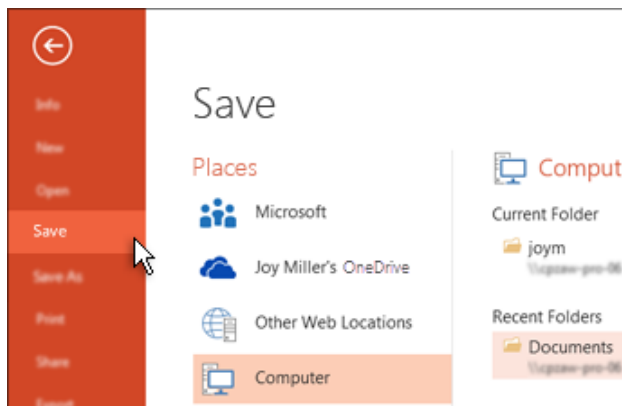 Info
New
Open
Save
Save As
Print
Share
Export
Save
Places
Microsoft
Joy Miller's OneDrive
Other Web Locations
Computer
Comput
Current Folder
joym
Recent Folders
Documents